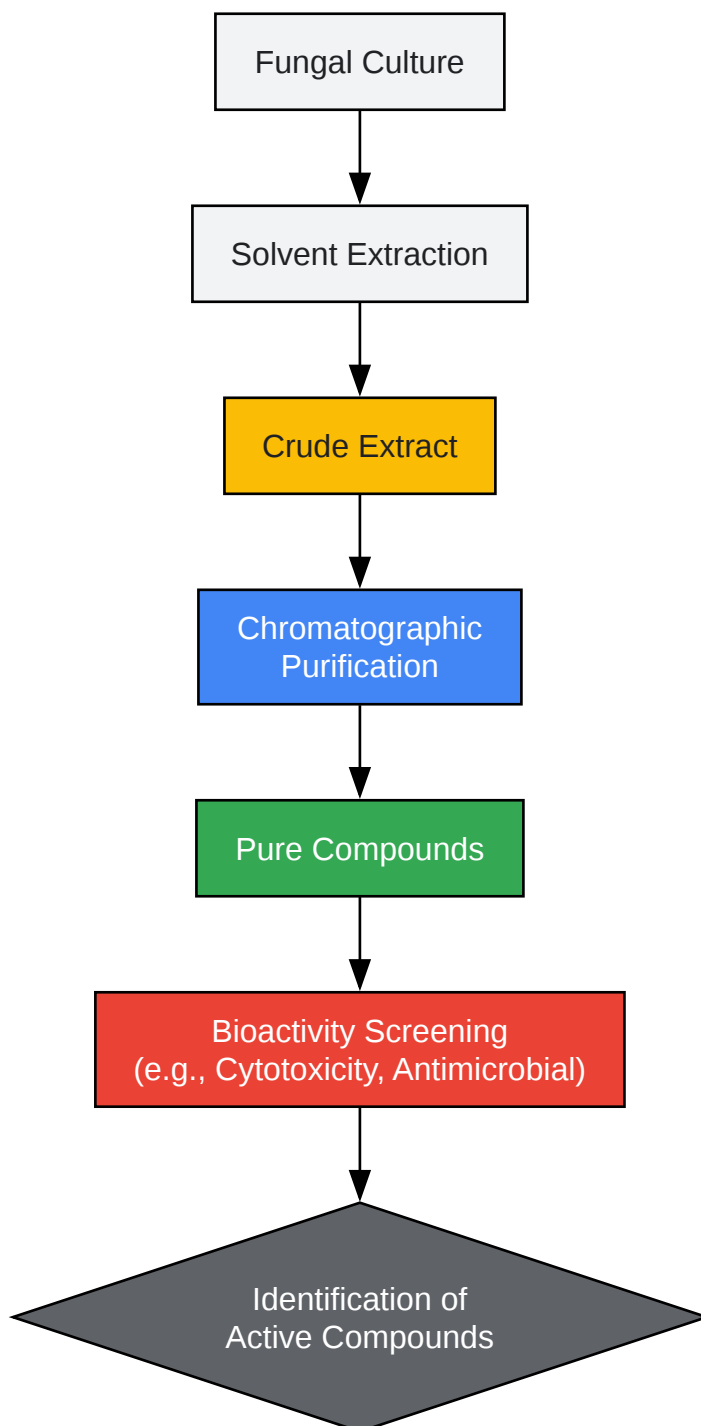 Fungal Culture
Solvent Extraction
Crude Extract
Chromatographic
Purification
Pure Compounds
Bioactivity Screening
(e.g., Cytotoxicity, Antimicrobial)
Identification of
Active Compounds